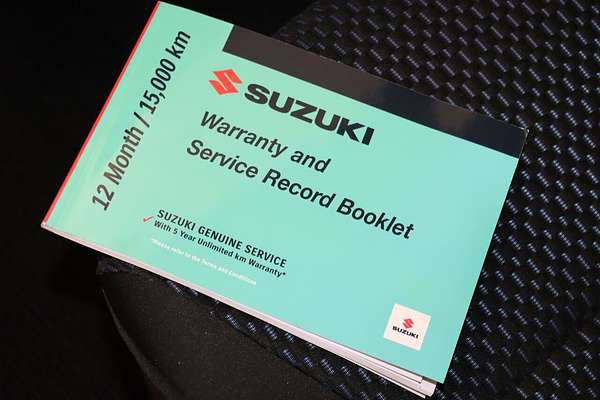 12 Month / 15,000 km
SUZUKI
Warranty and
Service Record Booklet
SUZUKI GENUINE SERVICE
With 5 Year Unlimited km Warranty*
*Please refer to the Terms and Conditions
SUZUKI